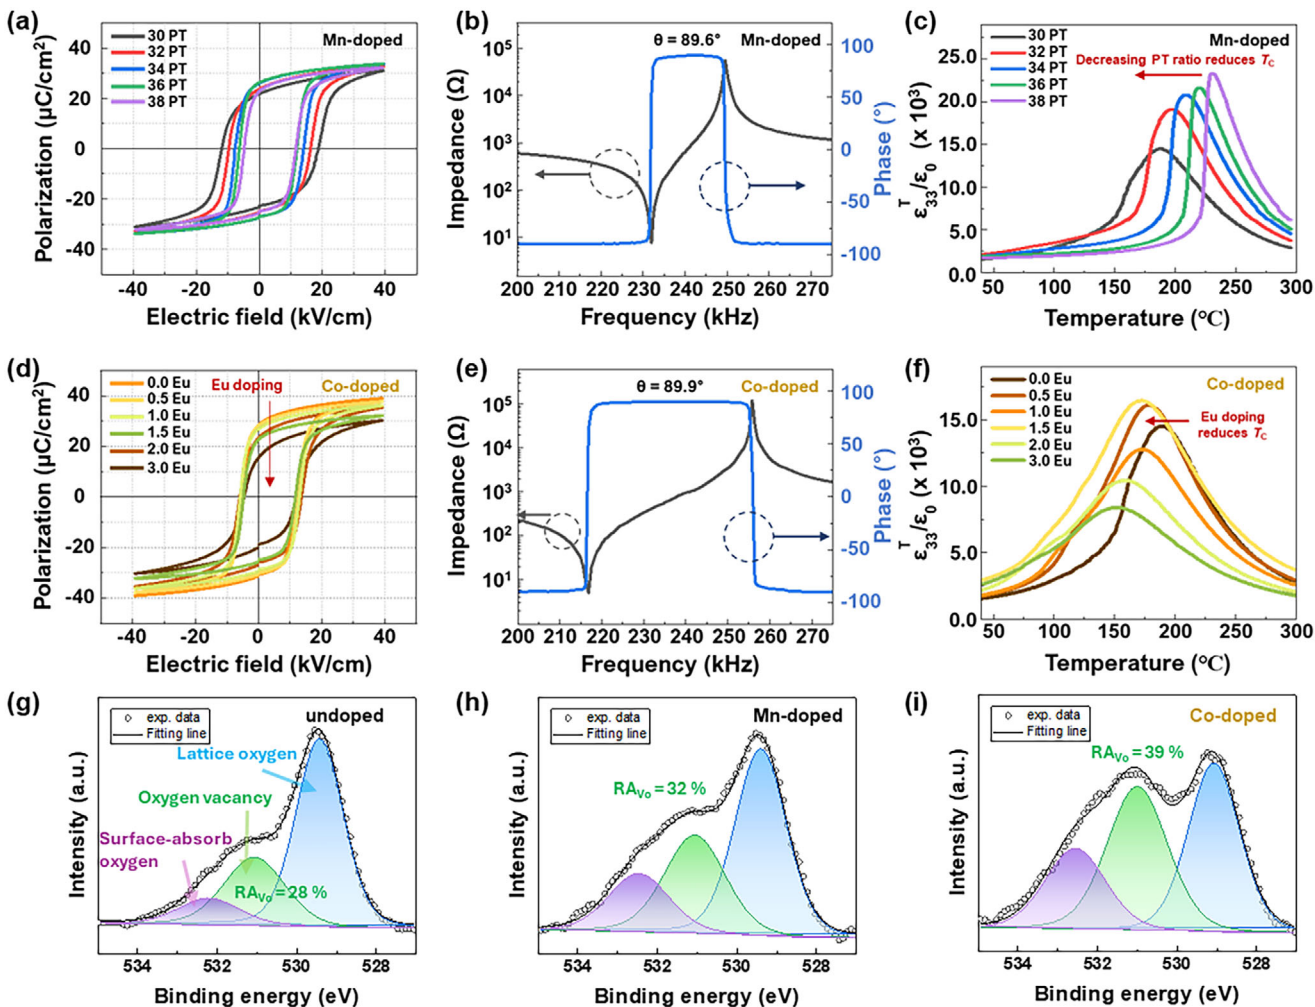 (a)
30 PT
32 PT
34 PT
36 PT
38 PT
Mn-doped
40
20
0
-20
-40
Polarization (µC/cm²)
-40 -20 0 20 40
Electric field (kV/cm)
(b)
θ = 89.6°
Mn-doped
10⁵
10⁴
10³
10²
10¹
Impedance (Ω)
100
50
0
-50
-100
Phase (°)
200 210 220 230 240 250 260 270
Frequency (kHz)
(c)
30 PT
32 PT
34 PT
36 PT
38 PT
Mn-doped
Decreasing PT ratio reduces T_C
25.0
20.0
15.0
10.0
5.0
0.0
ε₃₃ᵀ/ε₀ (x 10³)
50 100 150 200 250 300
Temperature (°C)
(d)
0.0 Eu
0.5 Eu
1.0 Eu
1.5 Eu
2.0 Eu
3.0 Eu
Eu doping
Co-doped
40
20
0
-20
-40
Polarization (µC/cm²)
-40 -20 0 20 40
Electric field (kV/cm)
(e)
θ = 89.9°
Co-doped
10⁵
10⁴
10³
10²
10¹
Impedance (Ω)
100
50
0
-50
-100
Phase (°)
200 210 220 230 240 250 260 270
Frequency (kHz)
(f)
0.0 Eu
0.5 Eu
1.0 Eu
1.5 Eu
2.0 Eu
3.0 Eu
Co-doped
Eu doping
reduces T_C
15.0
10.0
5.0
0.0
ε₃₃ᵀ/ε₀ (x 10³)
50 100 150 200 250 300
Temperature (°C)
(g)
exp. data
Fitting line
undoped
Lattice oxygen
Oxygen vacancy
Surface-absorb
oxygen
RA_Vo = 28 %
Intensity (a.u.)
534 532 530 528
Binding energy (eV)
(h)
exp. data
Fitting line
Mn-doped
RA_Vo = 32 %
Intensity (a.u.)
534 532 530 528
Binding energy (eV)
(i)
exp. data
Fitting line
Co-doped
RA_Vo = 39 %
Intensity (a.u.)
534 532 530 528
Binding energy (eV)